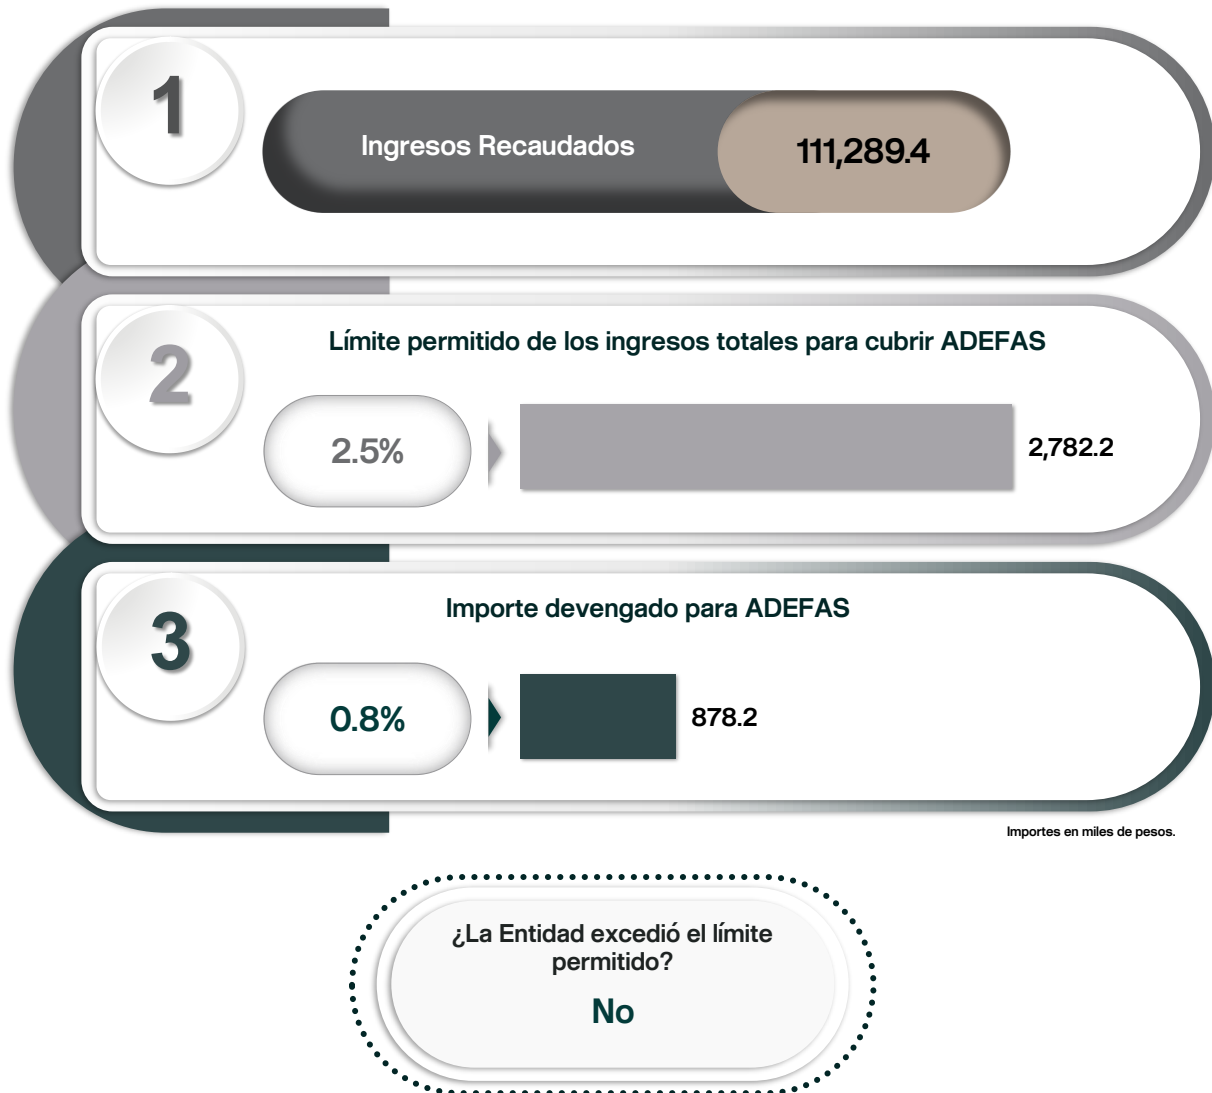 1
Ingresos Recaudados
111,289.4
2
Límite permitido de los ingresos totales para cubrir ADEFAS
2.5%
2,782.2
3
Importe devengado para ADEFAS
0.8%
878.2
Importes en miles de pesos.
¿La Entidad excedió el límite
permitido?
No